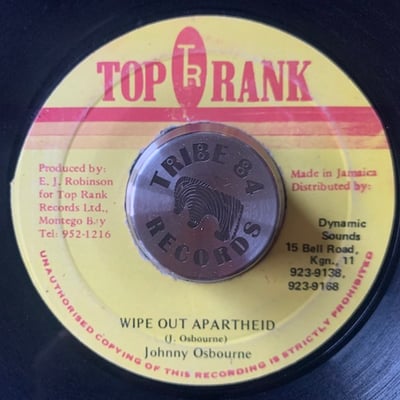 TOP TR RANK
Produced by:
E. J. Robinson
for Top Rank
Records Ltd.,
Montego Bay
Tel: 952-1216
TRIBE 84
RECORDS
Made in Jamaica
Distributed by:
Dynamic
Sounds
15 Bell Road,
Kgn., 11
923-9138,
923-9168
WIPE OUT APARTHEID
(J. Osbourne)
Johnny Osbourne
UNAUTHORISED COPYING OF THIS RECORDING IS STRICTLY PROHIBITED